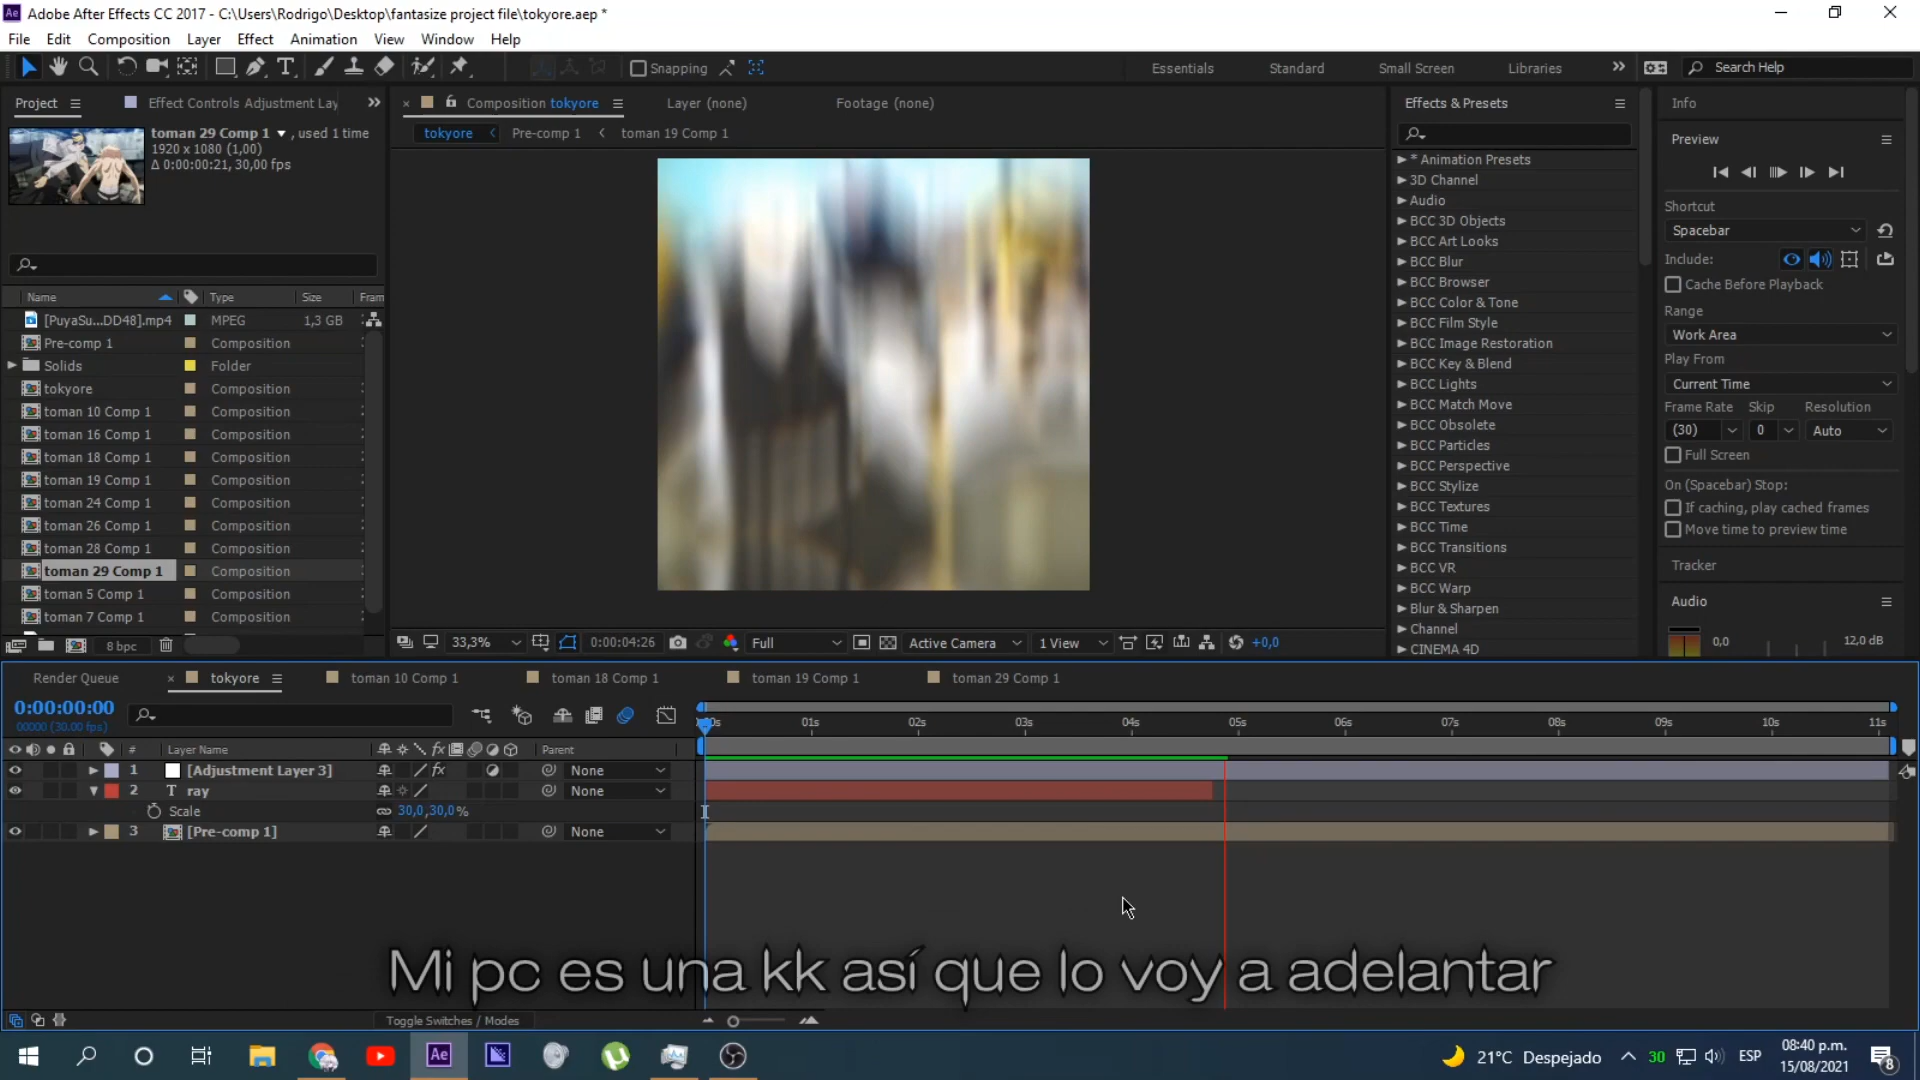 Adobe After Effects CC 2017 - C:\Users\Rodrigo\Desktop\fantasize project file\tokyore.aep *
File Edit Composition Layer Effect Animation View Window Help
Snapping Essentials Standard Small Screen Libraries Search Help
Project Effect Controls Adjustment Lay
toman 29 Comp 1 , used 1 time
1920 x 1080 (1,00)
Δ 0:00:00:21, 30,00 fps
Name Type Size Fram
[PuyaSu...DD48].mp4 MPEG 1,3 GB
Pre-comp 1 Composition
Solids Folder
tokyore Composition
toman 10 Comp 1 Composition
toman 16 Comp 1 Composition
toman 18 Comp 1 Composition
toman 19 Comp 1 Composition
toman 24 Comp 1 Composition
toman 26 Comp 1 Composition
toman 28 Comp 1 Composition
toman 29 Comp 1 Composition
toman 5 Comp 1 Composition
toman 7 Comp 1 Composition
8 bpc
Composition tokyore Layer (none) Footage (none)
tokyore Pre-comp 1 toman 19 Comp 1
33,3% 0:00:04:26 Full Active Camera 1 View +0,0
Effects & Presets
* Animation Presets
3D Channel
Audio
BCC 3D Objects
BCC Art Looks
BCC Blur
BCC Browser
BCC Color & Tone
BCC Film Style
BCC Image Restoration
BCC Key & Blend
BCC Lights
BCC Match Move
BCC Obsolete
BCC Particles
BCC Perspective
BCC Stylize
BCC Textures
BCC Time
BCC Transitions
BCC VR
BCC Warp
Blur & Sharpen
Channel
CINEMA 4D
Info
Preview
Shortcut
Spacebar
Include:
Cache Before Playback
Range
Work Area
Play From
Current Time
Frame Rate Skip Resolution
(30) 0 Auto
Full Screen
On (Spacebar) Stop:
If caching, play cached frames
Move time to preview time
Tracker
Audio
0,0 12,0 dB
Render Queue tokyore toman 10 Comp 1 toman 18 Comp 1 toman 19 Comp 1 toman 29 Comp 1
0:00:00:00
00000 (30.00 fps)
01s 02s 03s 04s 05s 06s 07s 08s 09s 10s 11s
# Layer Name Parent
1 [Adjustment Layer 3] fx None
2 T ray None
Scale 30,0,30,0%
3 [Pre-comp 1] None
Mi pc es una kk así que lo voy a adelantar
Toggle Switches / Modes
Ae
21°C Despejado 30 ESP 08:40 p.m.
15/08/2021 8